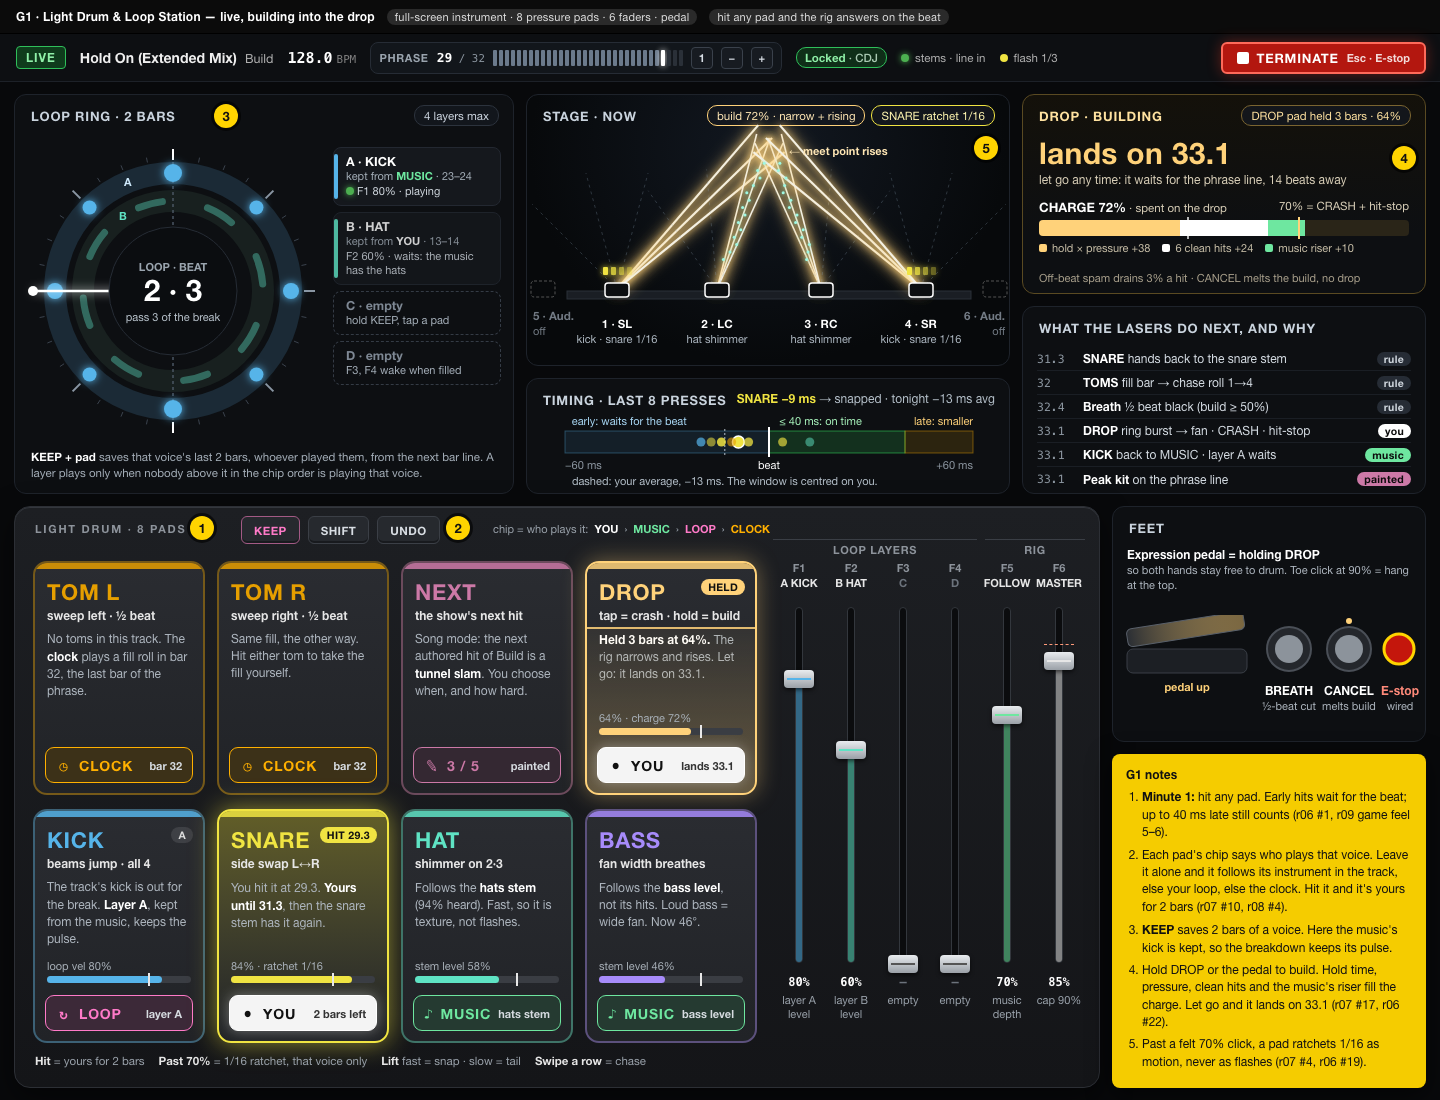 G1 · Light Drum & Loop Station — live, building into the drop
full-screen instrument · 8 pressure pads · 6 faders · pedal
hit any pad and the rig answers on the beat
LIVE
Hold On (Extended Mix) Build 128.0 BPM
PHRASE 29 / 32
1 − +
Locked · CDJ
stems · line in
flash 1/3
TERMINATE Esc · E-stop
LOOP RING · 2 BARS
3
4 layers max
A
B
LOOP · BEAT
2 · 3
pass 3 of the break
A · KICK
kept from MUSIC · 23–24
F1 80% · playing
B · HAT
kept from YOU · 13–14
F2 60% · waits: the music
has the hats
C · empty
hold KEEP, tap a pad
D · empty
F3, F4 wake when filled
KEEP + pad saves that voice's last 2 bars, whoever played them, from the next bar line. A
layer plays only when nobody above it in the chip order is playing that voice.
STAGE · NOW
build 72% · narrow + rising
SNARE ratchet 1/16
5
←meet point rises
5 · Aud.
off
1 · SL
kick · snare 1/16
2 · LC
hat shimmer
3 · RC
hat shimmer
4 · SR
kick · snare 1/16
6 · Aud.
off
TIMING · LAST 8 PRESSES
SNARE −9 ms → snapped · tonight −13 ms avg
early: waits for the beat
≤ 40 ms: on time
late: smaller
−60 ms
beat
+60 ms
dashed: your average, −13 ms. The window is centred on you.
DROP · BUILDING
DROP pad held 3 bars · 64%
lands on 33.1
4
let go any time: it waits for the phrase line, 14 beats away
CHARGE 72% · spent on the drop
70% = CRASH + hit-stop
hold × pressure +38
6 clean hits +24
music riser +10
Off-beat spam drains 3% a hit · CANCEL melts the build, no drop
WHAT THE LASERS DO NEXT, AND WHY
31.3 SNARE hands back to the snare stem rule
32 TOMS fill bar → chase roll 1→4 rule
32.4 Breath ½ beat black (build ≥ 50%) rule
33.1 DROP ring burst → fan · CRASH · hit-stop you
33.1 KICK back to MUSIC · layer A waits music
33.1 Peak kit on the phrase line painted
LIGHT DRUM · 8 PADS
1
KEEP
SHIFT
UNDO
2
chip = who plays it: YOU › MUSIC › LOOP › CLOCK
TOM L
sweep left · ½ beat
No toms in this track. The
clock plays a fill roll in bar
32, the last bar of the
phrase.
CLOCK bar 32
TOM R
sweep right · ½ beat
Same fill, the other way.
Hit either tom to take the
fill yourself.
CLOCK bar 32
NEXT
the show's next hit
Song mode: the next
authored hit of Build is a
tunnel slam. You choose
when, and how hard.
3 / 5 painted
DROP
HELD
tap = crash · hold = build
Held 3 bars at 64%. The
rig narrows and rises. Let
go: it lands on 33.1.
64% · charge 72%
YOU lands 33.1
KICK
A
beams jump · all 4
The track's kick is out for
the break. Layer A, kept
from the music, keeps the
pulse.
loop vel 80%
LOOP layer A
SNARE
HIT 29.3
side swap L↔R
You hit it at 29.3. Yours
until 31.3, then the snare
stem has it again.
84% · ratchet 1/16
YOU 2 bars left
HAT
shimmer on 2·3
Follows the hats stem
(94% heard). Fast, so it is
texture, not flashes.
stem level 58%
MUSIC hats stem
BASS
fan width breathes
Follows the bass level,
not its hits. Loud bass =
wide fan. Now 46°.
stem level 46%
MUSIC bass level
Hit = yours for 2 bars
Past 70% = 1/16 ratchet, that voice only
Lift fast = snap · slow = tail
Swipe a row = chase
LOOP LAYERS
RIG
F1 F2 F3 F4 F5 F6
A KICK B HAT C D FOLLOW MASTER
80% 60% – – 70% 85%
layer A
level
layer B
level
empty
empty
music
depth
cap 90%
FEET
Expression pedal = holding DROP
so both hands stay free to drum. Toe click at 90% = hang
at the top.
pedal up
BREATH
½-beat cut
CANCEL
melts build
E-stop
wired
G1 notes
1. Minute 1: hit any pad. Early hits wait for the beat;
up to 40 ms late still counts (r06 #1, r09 game feel
5–6).
2. Each pad's chip says who plays that voice. Leave
it alone and it follows its instrument in the track,
else your loop, else the clock. Hit it and it's yours
for 2 bars (r07 #10, r08 #4).
3. KEEP saves 2 bars of a voice. Here the music's
kick is kept, so the breakdown keeps its pulse.
4. Hold DROP or the pedal to build. Hold time,
pressure, clean hits and the music's riser fill the
charge. Let go and it lands on 33.1 (r07 #17, r06
#22).
5. Past a felt 70% click, a pad ratchets 1/16 as
motion, never as flashes (r07 #4, r06 #19).